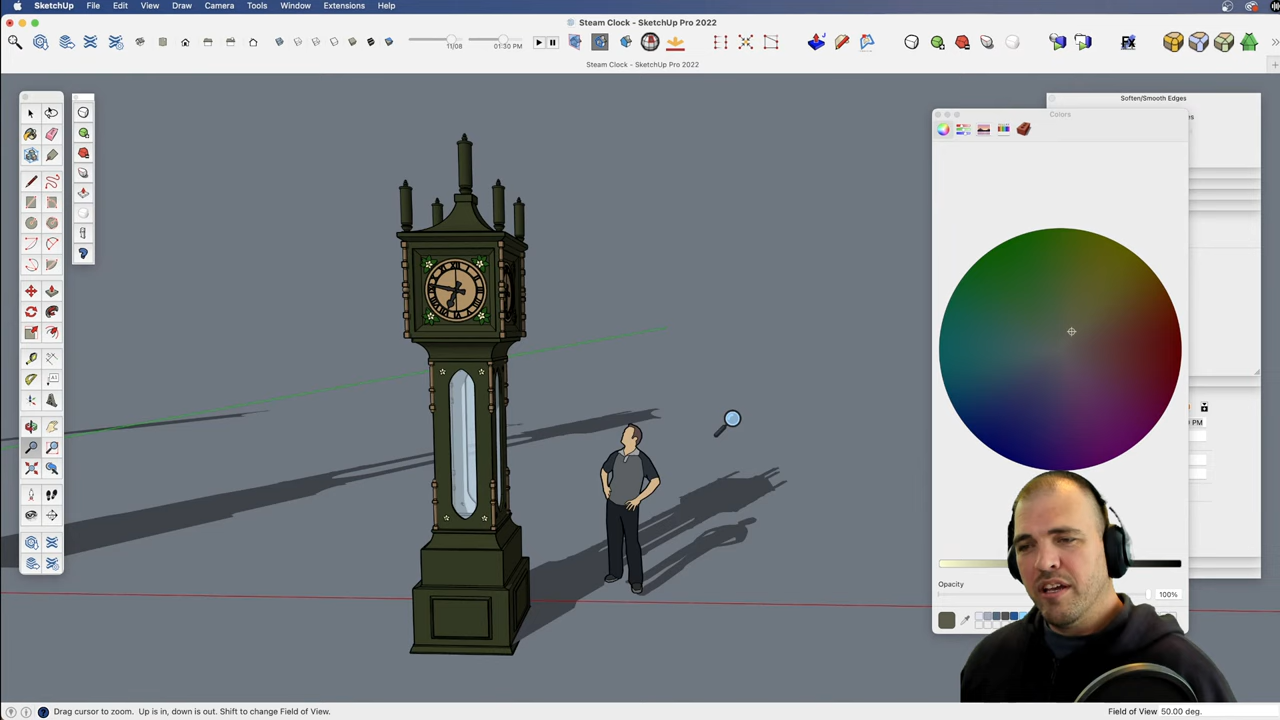 SketchUp File Edit View Draw Camera Tools Window Extensions Help
Steam Clock - SketchUp Pro 2022
11/08 01:30 PM
Steam Clock - SketchUp Pro 2022
Soften/Smooth Edges
Colors
es
PM
Opacity
100%
Drag cursor to zoom. Up is in, down is out. Shift to change Field of View.
Field of View 50.00 deg.